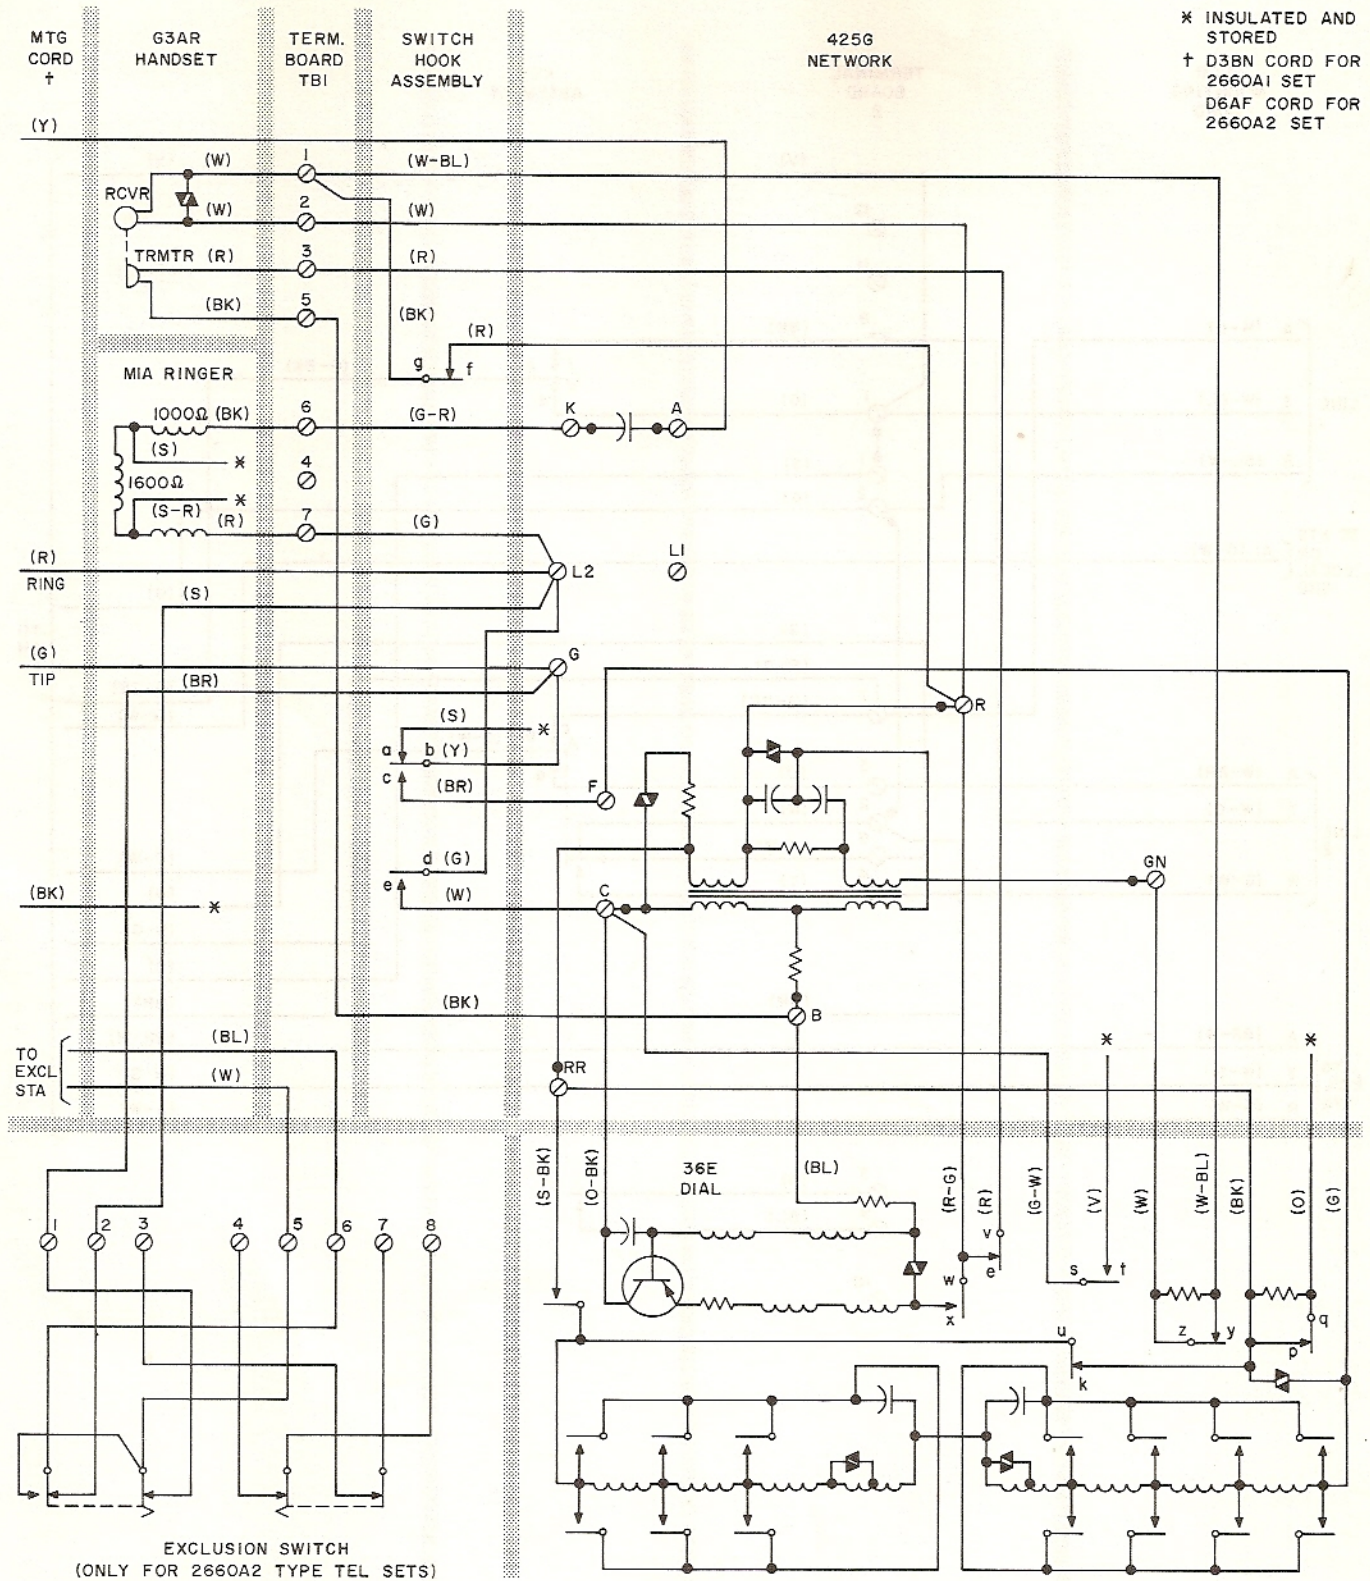 MTG
CORD
†
G3AR
HANDSET
TERM.
BOARD
TB1
SWITCH
HOOK
ASSEMBLY
425G
NETWORK
* INSULATED AND
STORED
† D3BN CORD FOR
2660A1 SET
D6AF CORD FOR
2660A2 SET
(Y)
(W)
1
(W-BL)
RCVR
(W)
2
(W)
TRMTR (R)
3
(R)
(BK)
5
(BK)
(R)
g
f
M1A RINGER
1000Ω (BK)
6
(G-R)
K
A
(S)
*
4
1600Ω
*
(S-R)
(R)
7
(G)
(R)
RING
L2
L1
(S)
(G)
TIP
G
(BR)
(S)
*
R
a
b (Y)
c
(BR)
F
d (G)
GN
e
(W)
C
(BK)
*
(BK)
B
TO
EXCL
STA
(BL)
(W)
RR
*
*
(S-BK)
(O-BK)
36E
DIAL
(BL)
(R-G)
(R)
(G-W)
(V)
(W)
(W-BL)
(BK)
(O)
(G)
1
2
3
4
5
6
7
8
v
e
w
s
t
x
u
z
y
q
p
k
EXCLUSION SWITCH
(ONLY FOR 2660A2 TYPE TEL SETS)